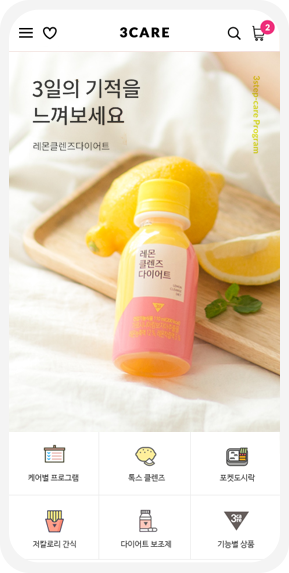 3CARE
2
3일의 기적을
느껴보세요
레몬클렌즈다이어트
3step-care Program
레몬
클렌즈
다이어트
케어별 프로그램
톡스 클렌즈
포켓도시락
저칼로리 간식
다이어트 보조제
기능별 상품